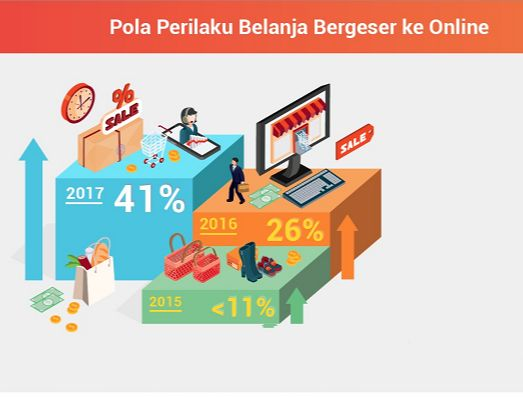 Pola Perilaku Belanja Bergeser ke Online
%
SALE
SALE
2017 41%
2016 26%
2015 <11%